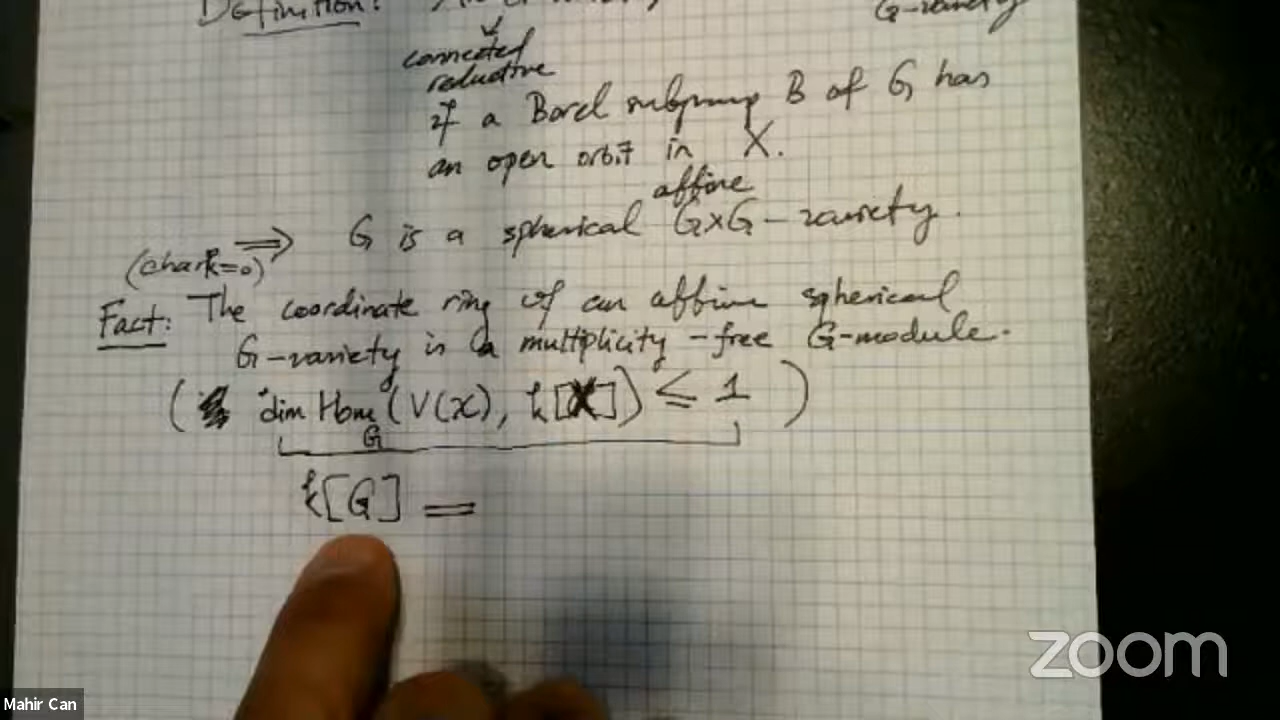 Definition:
G-variety
connected
reductive
if a Borel subgroup B of G has
an open orbit in X.
affine
⟹ G is a spherical G×G-variety.
(char k=0)
Fact: The coordinate ring of an affine spherical
G-variety is a multiplicity-free G-module.
( dim Hom_G (V(χ), k[X]) ≤ 1 )
k[G] =
zoom
Mahir Can